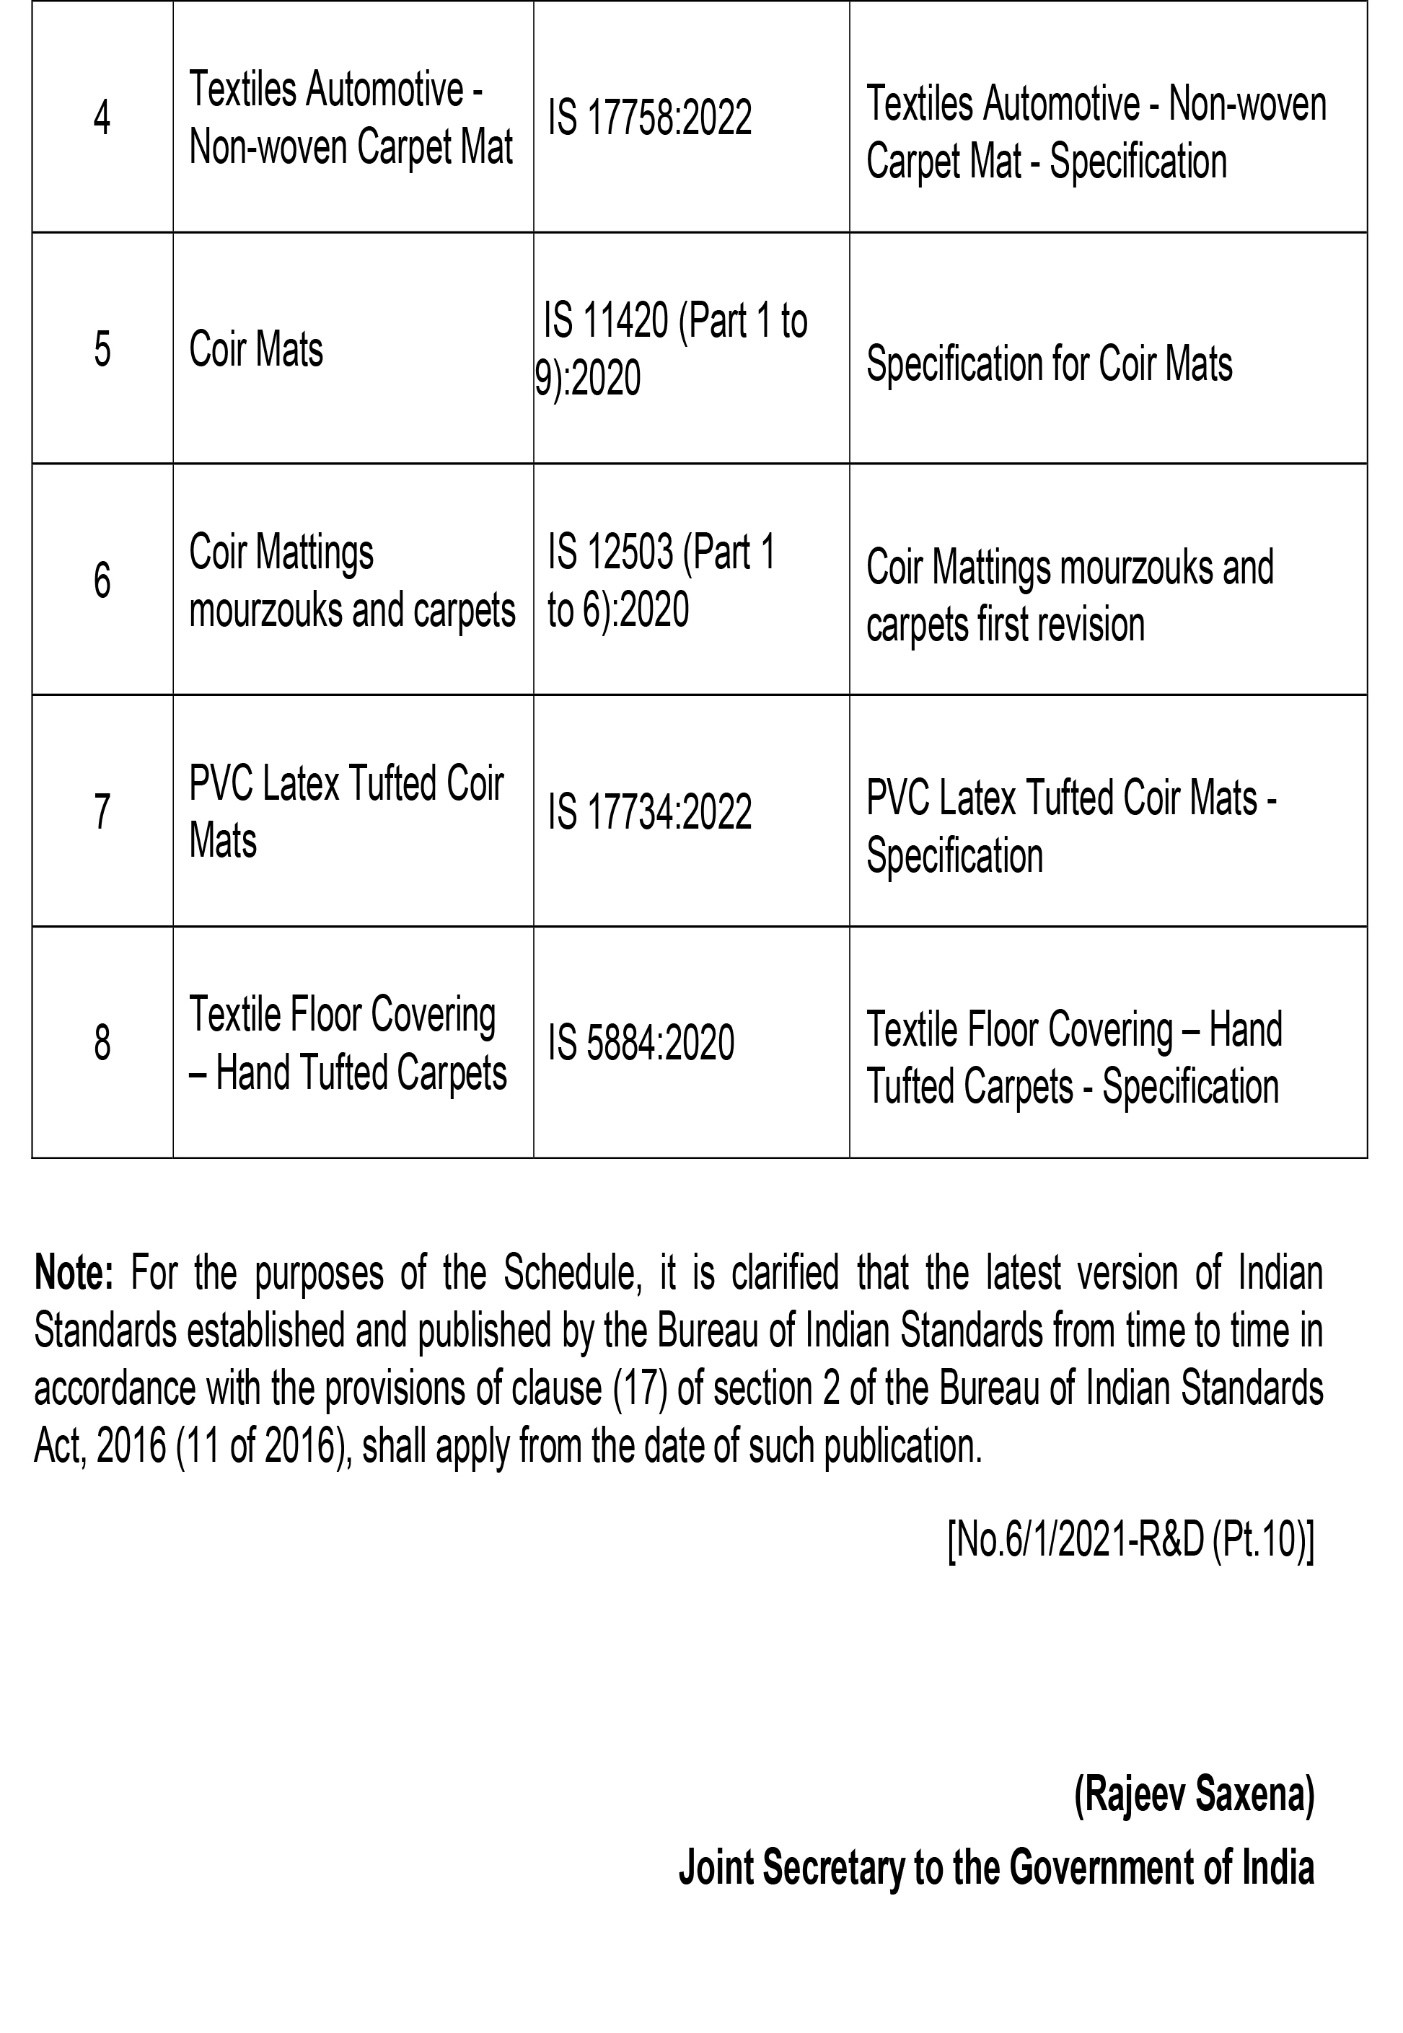 4
Textiles Automotive -
Non-woven Carpet Mat
IS 17758:2022
Textiles Automotive - Non-woven
Carpet Mat - Specification
5
Coir Mats
IS 11420 (Part 1 to
9):2020
Specification for Coir Mats
6
Coir Mattings
mourzouks and carpets
IS 12503 (Part 1
to 6):2020
Coir Mattings mourzouks and
carpets first revision
7
PVC Latex Tufted Coir
Mats
IS 17734:2022
PVC Latex Tufted Coir Mats -
Specification
8
Textile Floor Covering
– Hand Tufted Carpets
IS 5884:2020
Textile Floor Covering – Hand
Tufted Carpets - Specification
Note: For the purposes of the Schedule, it is clarified that the latest version of Indian
Standards established and published by the Bureau of Indian Standards from time to time in
accordance with the provisions of clause (17) of section 2 of the Bureau of Indian Standards
Act, 2016 (11 of 2016), shall apply from the date of such publication.
[No.6/1/2021-R&D (Pt.10)]
(Rajeev Saxena)
Joint Secretary to the Government of India